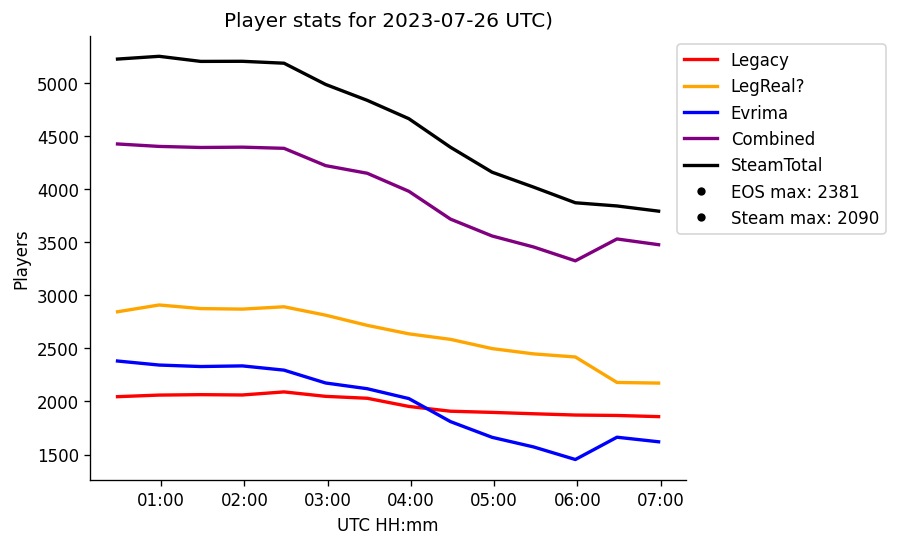 Player stats for 2023-07-26 UTC)
Legacy
LegReal?
Evrima
Combined
SteamTotal
EOS max: 2381
Steam max: 2090
Players
5000
4500
4000
3500
3000
2500
2000
1500
01:00 02:00 03:00 04:00 05:00 06:00 07:00
UTC HH:mm